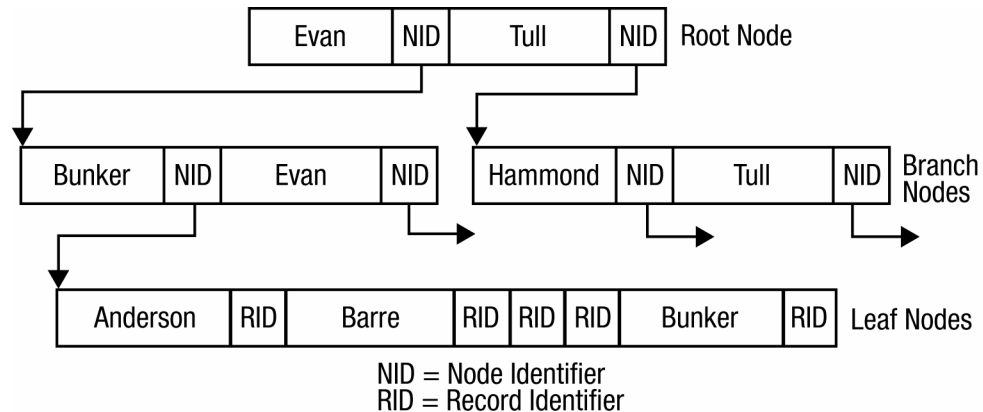 Evan NID Tull NID Root Node
Bunker NID Evan NID Hammond NID Tull NID Branch
Nodes
Anderson RID Barre RID RID RID Bunker RID Leaf Nodes
NID = Node Identifier
RID = Record Identifier